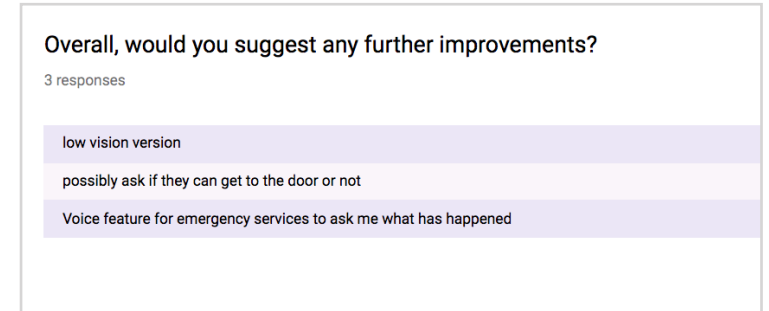 Overall, would you suggest any further improvements?
3 responses
low vision version
possibly ask if they can get to the door or not
Voice feature for emergency services to ask me what has happened